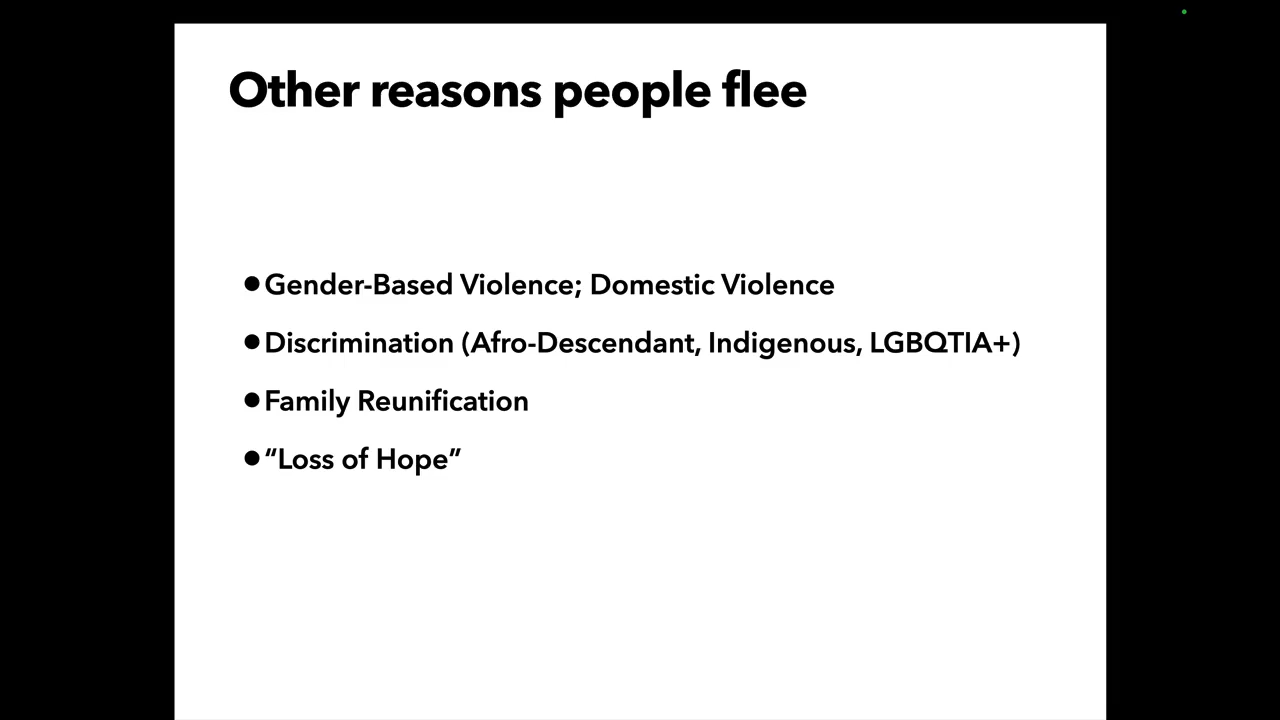 Other reasons people flee
•Gender-Based Violence; Domestic Violence
•Discrimination (Afro-Descendant, Indigenous, LGBQTIA+)
•Family Reunification
•“Loss of Hope”